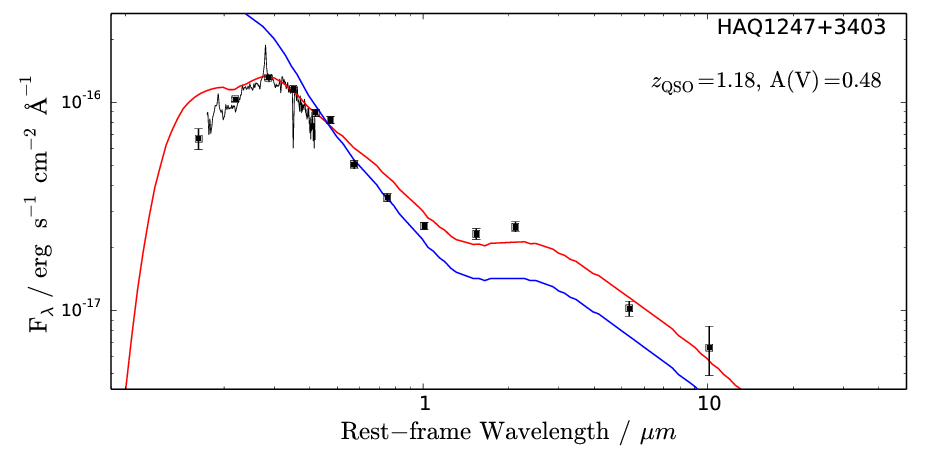 HAQ1247+3403
z_QSO=1.18, A(V)=0.48
F_λ / erg s⁻¹ cm⁻² Å⁻¹
10⁻¹⁶
10⁻¹⁷
1 10
Rest−frame Wavelength / μm